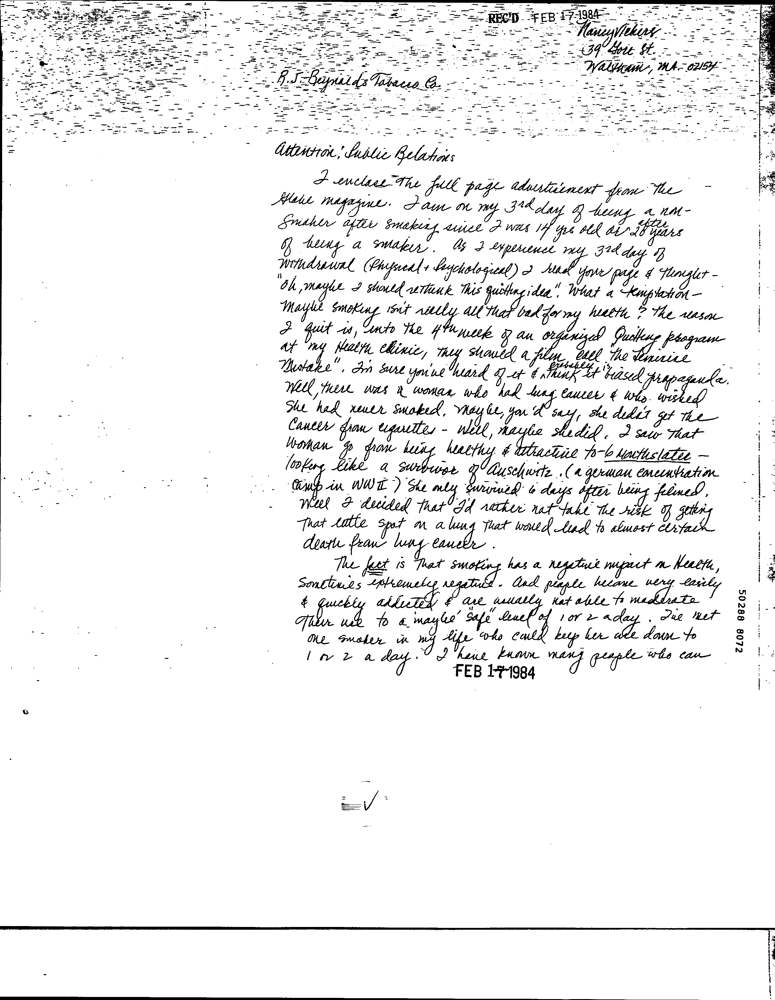 REC'D FEB 17 1984
Nancy Vickers
39 Gore St.
Waltham, MA. 02154
R.J. Reynolds Tobacco Co.
Attention: Public Relations
I enclose the full page advertisement from the
Globe magazine. I am on my 3rd day of being a non-
smoker after smoking since I was 14 yrs old or after 28 years
of being a smoker. As I experience my 3rd day of
withdrawal (Physical + Psychological) I read your page & thought -
"oh, maybe I should rethink this quitting idea". What a temptation -
maybe smoking isn't really all that bad for my health? The reason
I quit is, into the 4th week of an organized Quitting program
at my Health clinic, they showed a film call "The Feminine
Mistake". I'm sure you've heard of it & think it biased propaganda.
Well, there was a woman who had lung cancer & who wished
she had never smoked. Maybe, you'd say, she didn't get the
cancer from cigarettes - well, maybe she did. I saw that
woman go from being healthy & attractive to - 6 months later -
looking like a survivor of Auschwitz. (a german concentration
camp in WWII) She only survived 6 days after being filmed.
Well I decided that I'd rather not take the risk of getting
that little spot on a lung that would lead to almost certain
death from lung cancer.
The fact is that smoking has a negative impact on Health,
sometimes extremely negative. And people become very easily
& quickly addicted & are usually not able to moderate
their use to a "maybe" safe" level of 1 or 2 a day. I've met
one smoker in my life who could keep her use down to
1 or 2 a day. I have known many people who can
FEB 17 1984
50288 8072